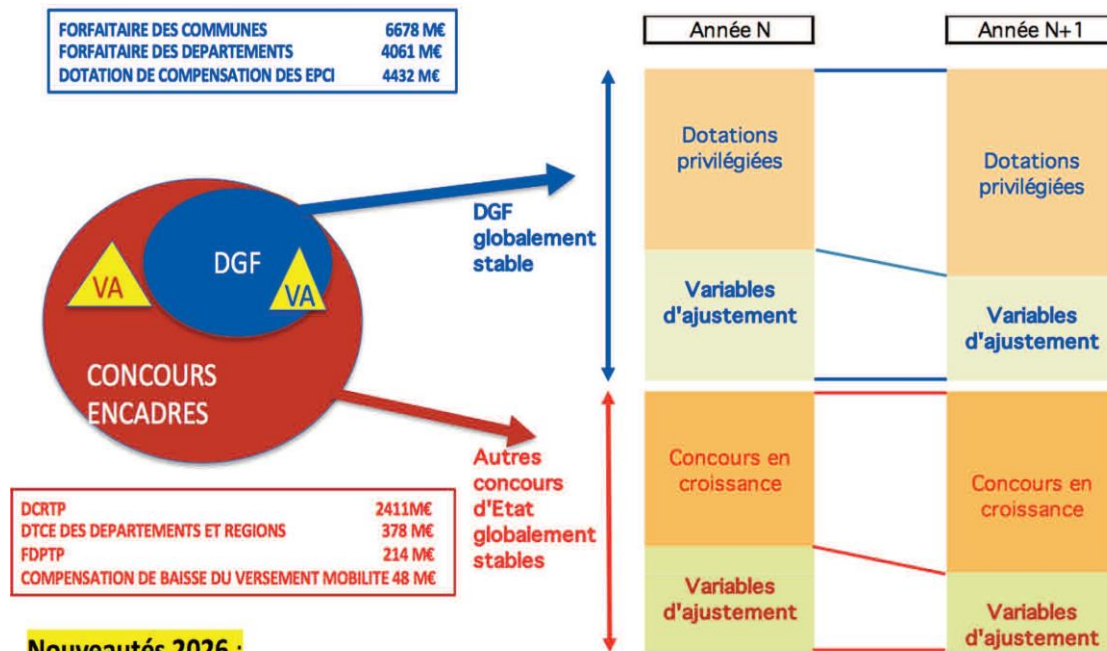 FORFAITAIRE DES COMMUNES 6678 M€
FORFAITAIRE DES DEPARTEMENTS 4061 M€
DOTATION DE COMPENSATION DES EPCI 4432 M€
VA
DGF
VA
CONCOURS
ENCADRES
DCRTP 2411M€
DTCE DES DEPARTEMENTS ET REGIONS 378 M€
FDPTP 214 M€
COMPENSATION DE BAISSE DU VERSEMENT MOBILITE 48 M€
Nouveautés 2026 :
DGF
globalement
stable
Autres
concours
d'Etat
globalement
stables
Année N
Année N+1
Dotations
privilégiées
Dotations
privilégiées
Variables
d'ajustement
Variables
d'ajustement
Concours en
croissance
Concours en
croissance
Variables
d'ajustement
Variables
d'ajustement